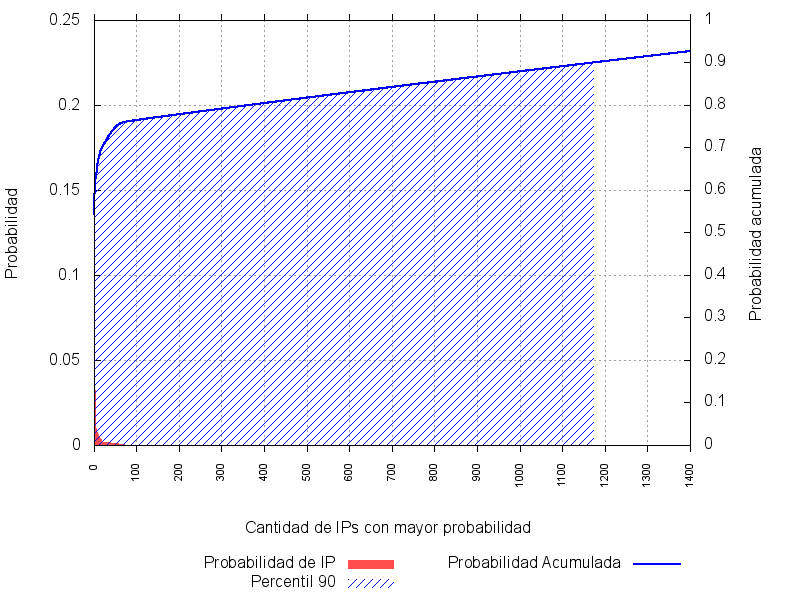 0.25
0.2
0.15
0.1
0.05
0
1
0.9
0.8
0.7
0.6
0.5
0.4
0.3
0.2
0.1
0
Probabilidad
Probabilidad acumulada
0 100 200 300 400 500 600 700 800 900 1000 1100 1200 1300 1400
Cantidad de IPs con mayor probabilidad
Probabilidad de IP Probabilidad Acumulada
Percentil 90